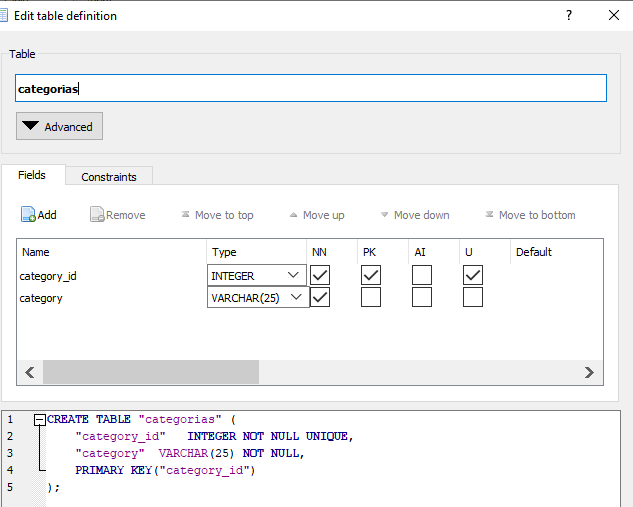 Edit table definition ?
Table
categorias
Advanced
Fields Constraints
Add Remove Move to top Move up Move down Move to bottom
Name Type NN PK AI U Default
category_id INTEGER
category VARCHAR(25)
1 CREATE TABLE "categorias" (
2 "category_id" INTEGER NOT NULL UNIQUE,
3 "category" VARCHAR(25) NOT NULL,
4 PRIMARY KEY("category_id")
5 );